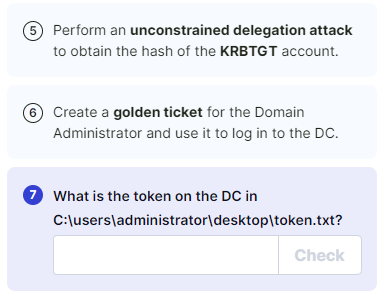 5 Perform an unconstrained delegation attack
to obtain the hash of the KRBTGT account.
6 Create a golden ticket for the Domain
Administrator and use it to log in to the DC.
7 What is the token on the DC in
C:\users\administrator\desktop\token.txt?
Check